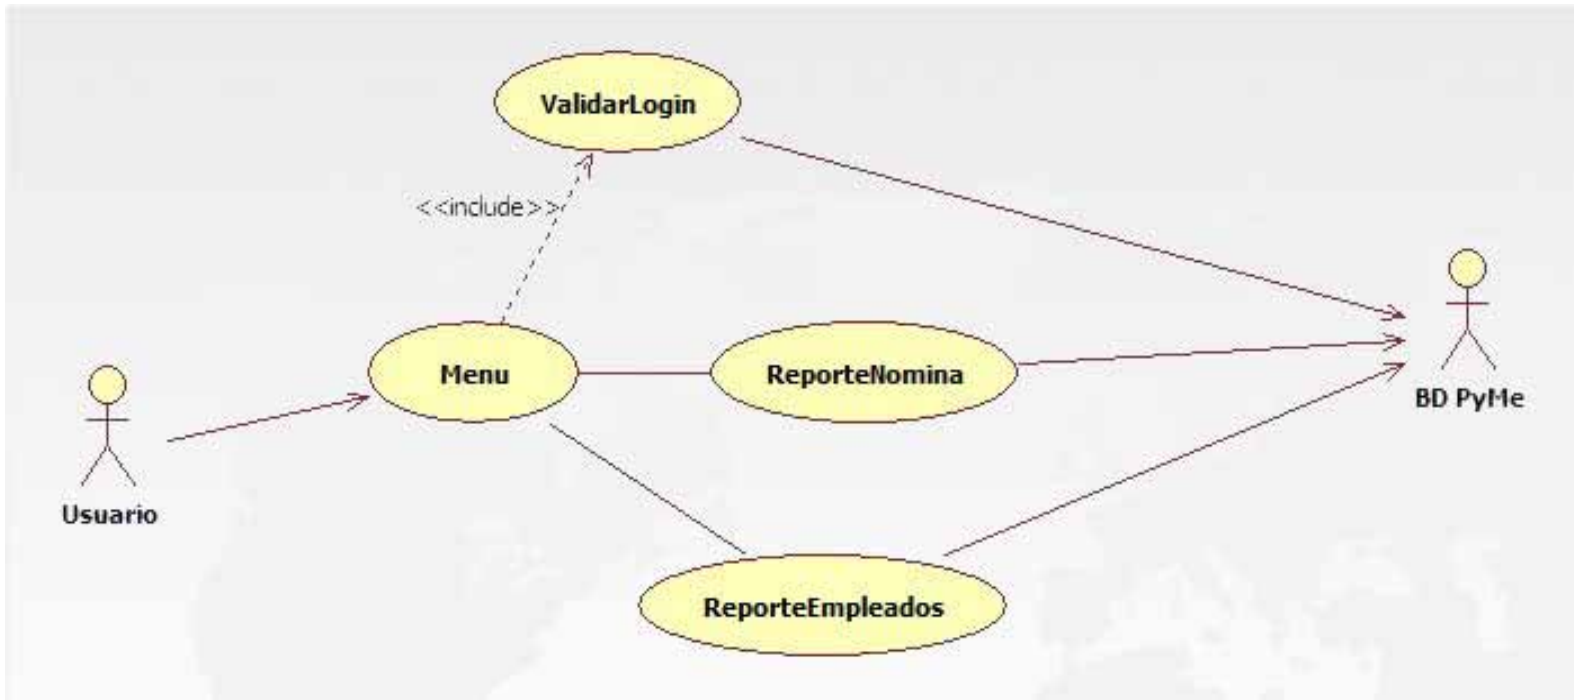 ValidarLogin
<<include>>
Menu
ReporteNomina
BD PyMe
Usuario
ReporteEmpleados